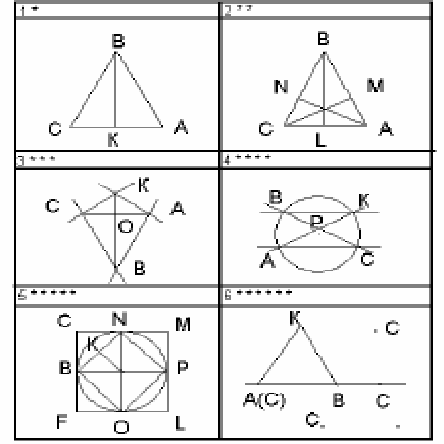 1 *
2 * *
B
B
N M
C K A
C L A
3 * * *
4 * * * *
K
C A
O
B
B K
P
A C
5 * * * * *
6 * * * * * *
C N M
K
B P
F O L
K
C
A(C) B C
C